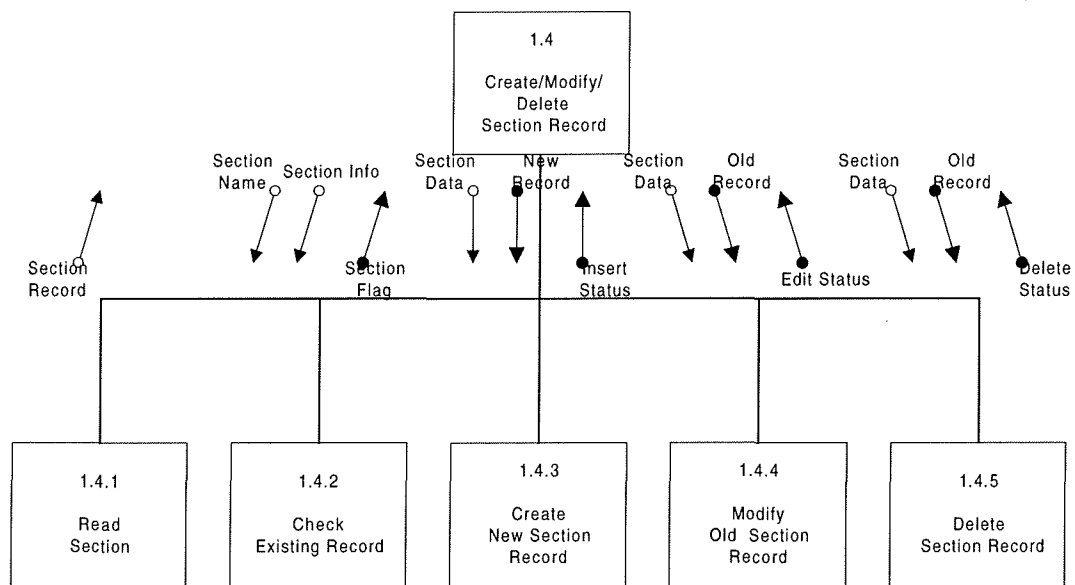 1.4
Create/Modify/
Delete
Section Record
Section
Name
Section Info
Section
Data
New
Record
Section
Data
Old
Record
Section
Data
Old
Record
Section
Record
Section
Flag
Insert
Status
Edit Status
Delete
Status
1.4.1
Read
Section
1.4.2
Check
Existing Record
1.4.3
Create
New Section
Record
1.4.4
Modify
Old Section
Record
1.4.5
Delete
Section Record